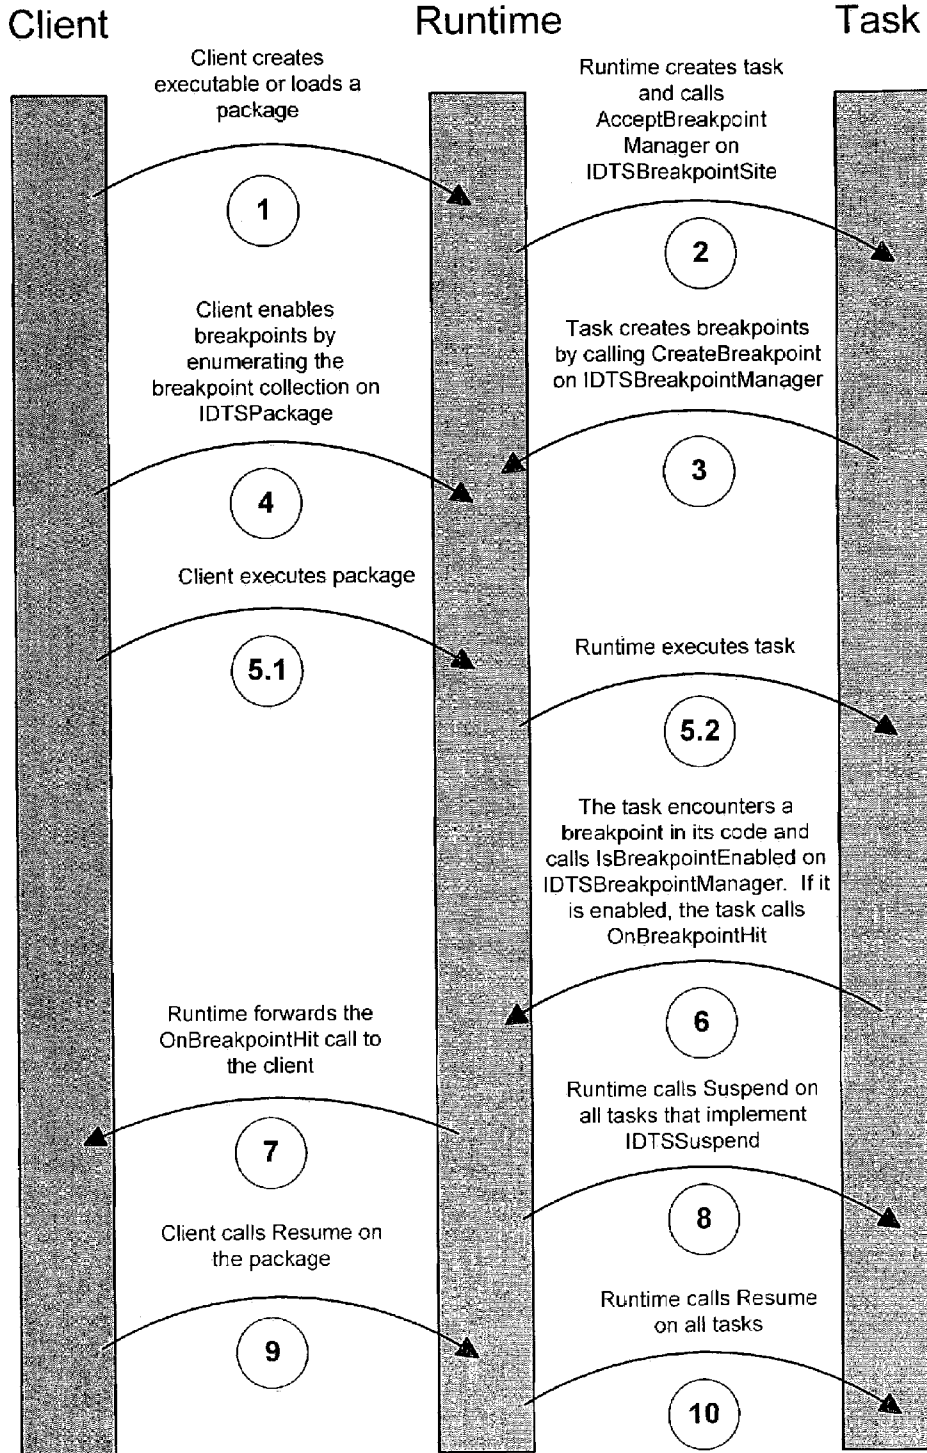 Client
Runtime
Task
Client creates
executable or loads a
package
1
Runtime creates task
and calls
AcceptBreakpoint
Manager on
IDTSBreakpointSite
2
Task creates breakpoints
by calling CreateBreakpoint
on IDTSBreakpointManager
3
Client enables
breakpoints by
enumerating the
breakpoint collection on
IDTSPackage
4
Client executes package
5.1
Runtime executes task
5.2
The task encounters a
breakpoint in its code and
calls IsBreakpointEnabled on
IDTSBreakpointManager. If it
is enabled, the task calls
OnBreakpointHit
6
Runtime forwards the
OnBreakpointHit call to
the client
7
Runtime calls Suspend on
all tasks that implement
IDTSSuspend
8
Client calls Resume on
the package
9
Runtime calls Resume
on all tasks
10